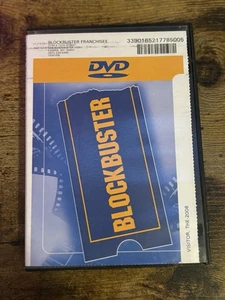 BLOCKBUSTER FRANCHISEE
3390165217785005
DVD
BLOCKBUSTER
VISITOR, THE 2008